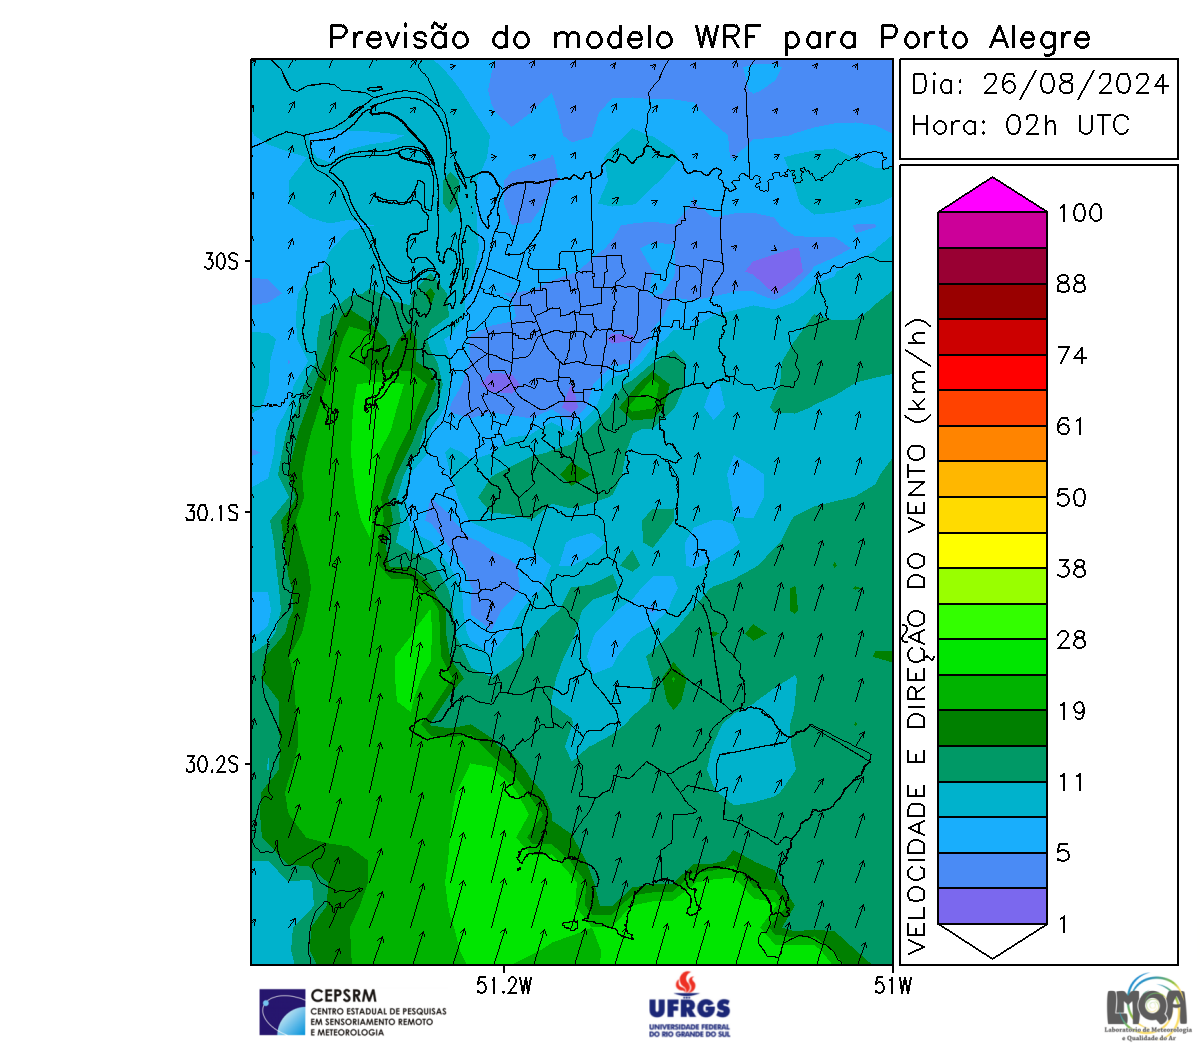 Previsão do modelo WRF para Porto Alegre
Dia: 26/08/2024
Hora: 02h UTC
30S
30.1S
30.2S
51.2W
51W
VELOCIDADE E DIREÇÃO DO VENTO (km/h)
100
88
74
61
50
38
28
19
11
5
1
CEPSRM
CENTRO ESTADUAL DE PESQUISAS
EM SENSORIAMENTO REMOTO
E METEOROLOGIA
UFRGS
UNIVERSIDADE FEDERAL
DO RIO GRANDE DO SUL
LMQA
Laboratório de Meteorologia
e Qualidade do Ar